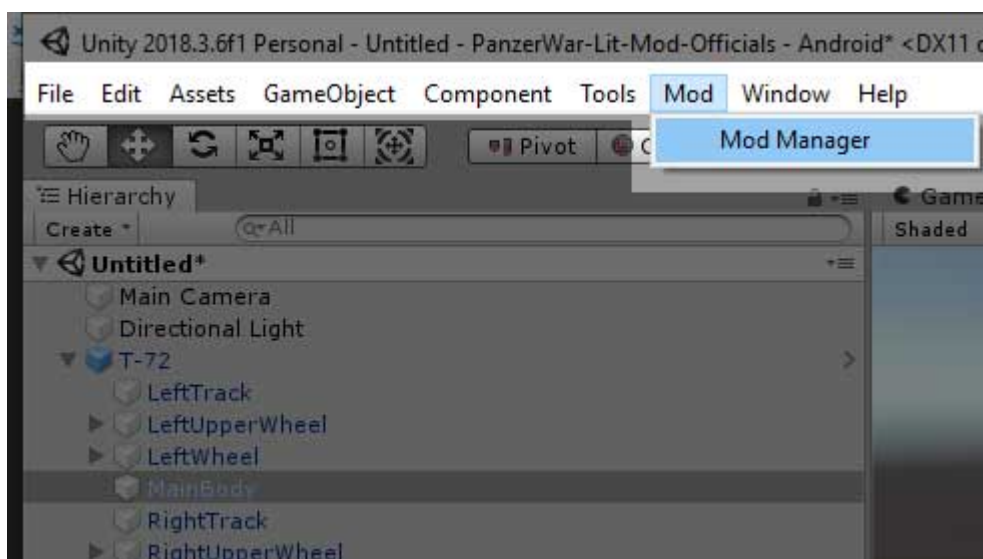 Unity 2018.3.6f1 Personal - Untitled - PanzerWar-Lit-Mod-Officials - Android* <DX11
File Edit Assets GameObject Component Tools Mod Window Help
Mod Manager
Pivot
Hierarchy
Game
Create
All
Shaded
Untitled*
Main Camera
Directional Light
T-72
LeftTrack
LeftUpperWheel
LeftWheel
MainBody
RightTrack
RightUpperWheel